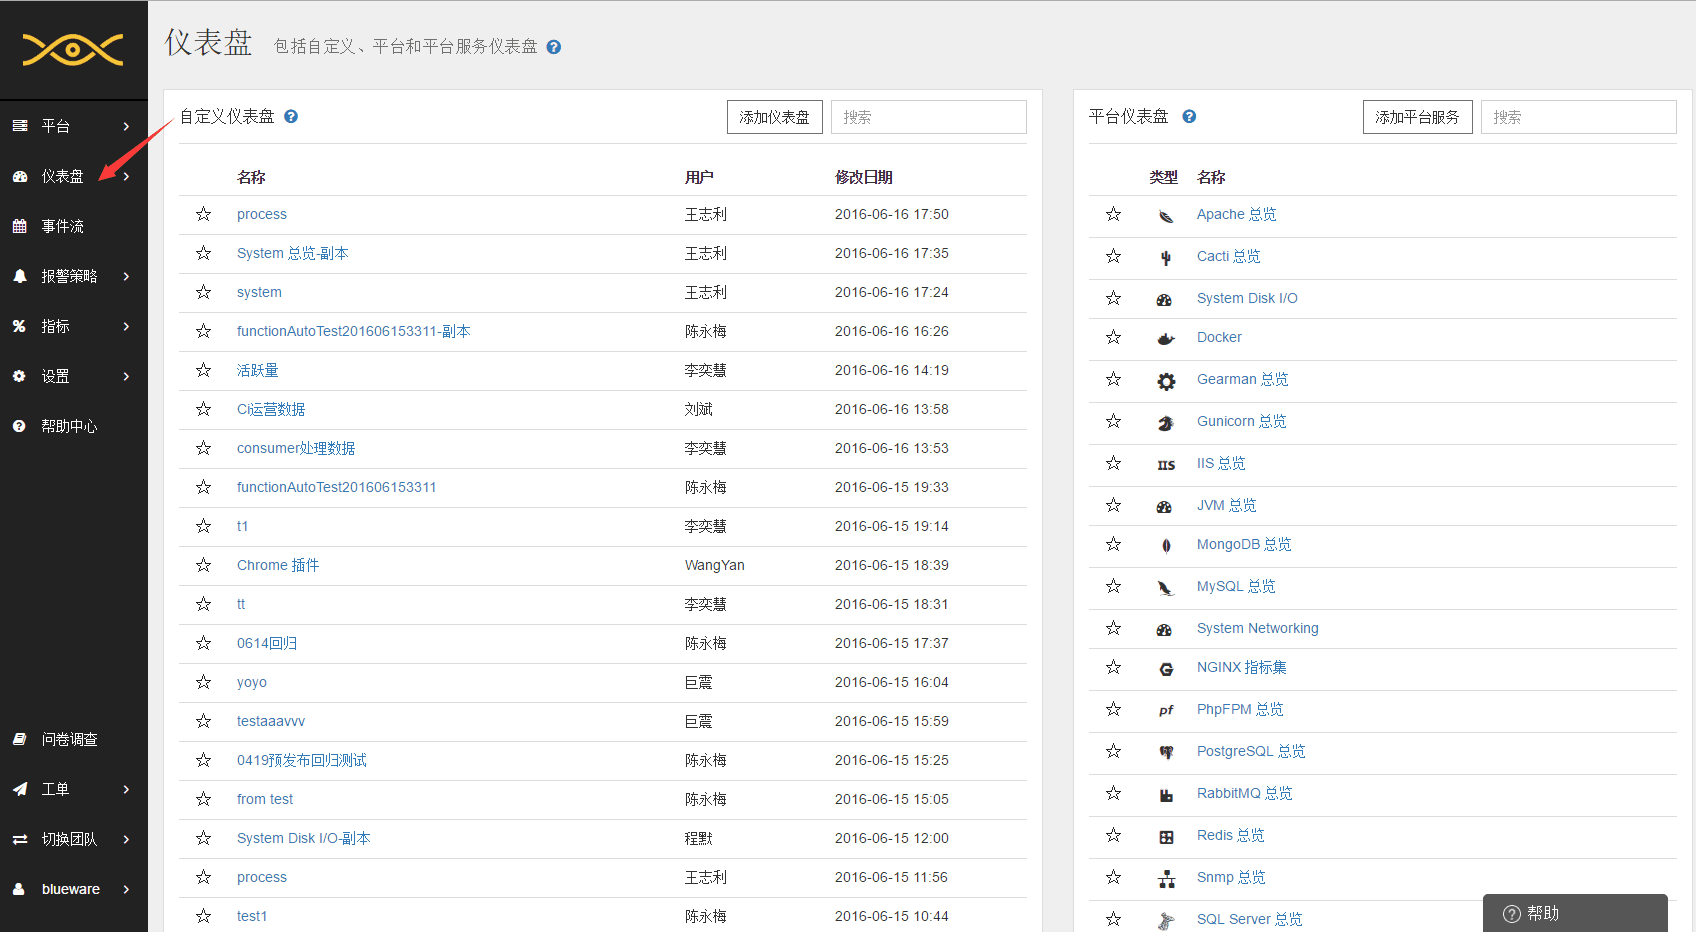 仪表盘 包括自定义、平台和平台服务仪表盘
平台
仪表盘
事件流
报警策略
指标
设置
帮助中心
问卷调查
工单
切换团队
blueware
自定义仪表盘 添加仪表盘 搜索
名称 用户 修改日期
process 王志利 2016-06-16 17:50
System 总览-副本 王志利 2016-06-16 17:35
system 王志利 2016-06-16 17:24
functionAutoTest201606153311-副本 陈永梅 2016-06-16 16:26
活跃量 李奕慧 2016-06-16 14:19
Ci运营数据 刘斌 2016-06-16 13:58
consumer处理数据 李奕慧 2016-06-16 13:53
functionAutoTest201606153311 陈永梅 2016-06-15 19:33
t1 李奕慧 2016-06-15 19:14
Chrome 插件 WangYan 2016-06-15 18:39
tt 李奕慧 2016-06-15 18:31
0614回归 陈永梅 2016-06-15 17:37
yoyo 巨震 2016-06-15 16:04
testaaavvv 巨震 2016-06-15 15:59
0419预发布回归测试 陈永梅 2016-06-15 15:25
from test 陈永梅 2016-06-15 15:05
System Disk I/O-副本 程默 2016-06-15 12:00
process 王志利 2016-06-15 11:56
test1 陈永梅 2016-06-15 10:44
平台仪表盘 添加平台服务 搜索
类型 名称
Apache 总览
Cacti 总览
System Disk I/O
Docker
Gearman 总览
Gunicorn 总览
IIS IIS 总览
JVM 总览
MongoDB 总览
MySQL 总览
System Networking
NGINX 指标集
pf PhpFPM 总览
PostgreSQL 总览
RabbitMQ 总览
Redis 总览
Snmp 总览
SQL Server 总览
帮助